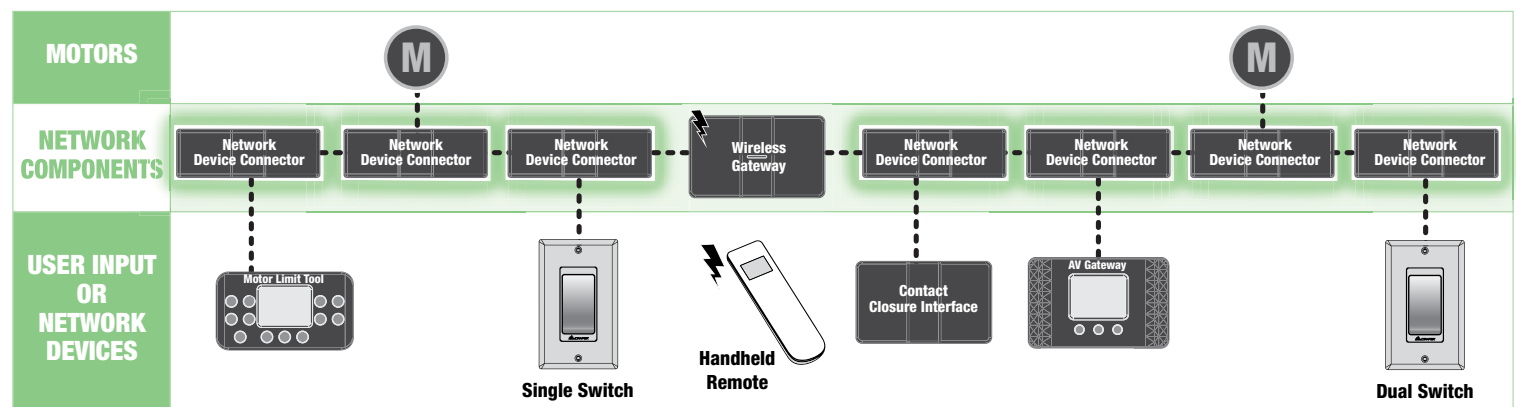 MOTORS
M
M
NETWORK
COMPONENTS
Network
Device Connector
Network
Device Connector
Network
Device Connector
Wireless
Gateway
Network
Device Connector
Network
Device Connector
Network
Device Connector
Network
Device Connector
USER INPUT
OR
NETWORK
DEVICES
Motor Limit Tool
Single Switch
Handheld
Remote
Contact
Closure Interface
AV Gateway
Dual Switch